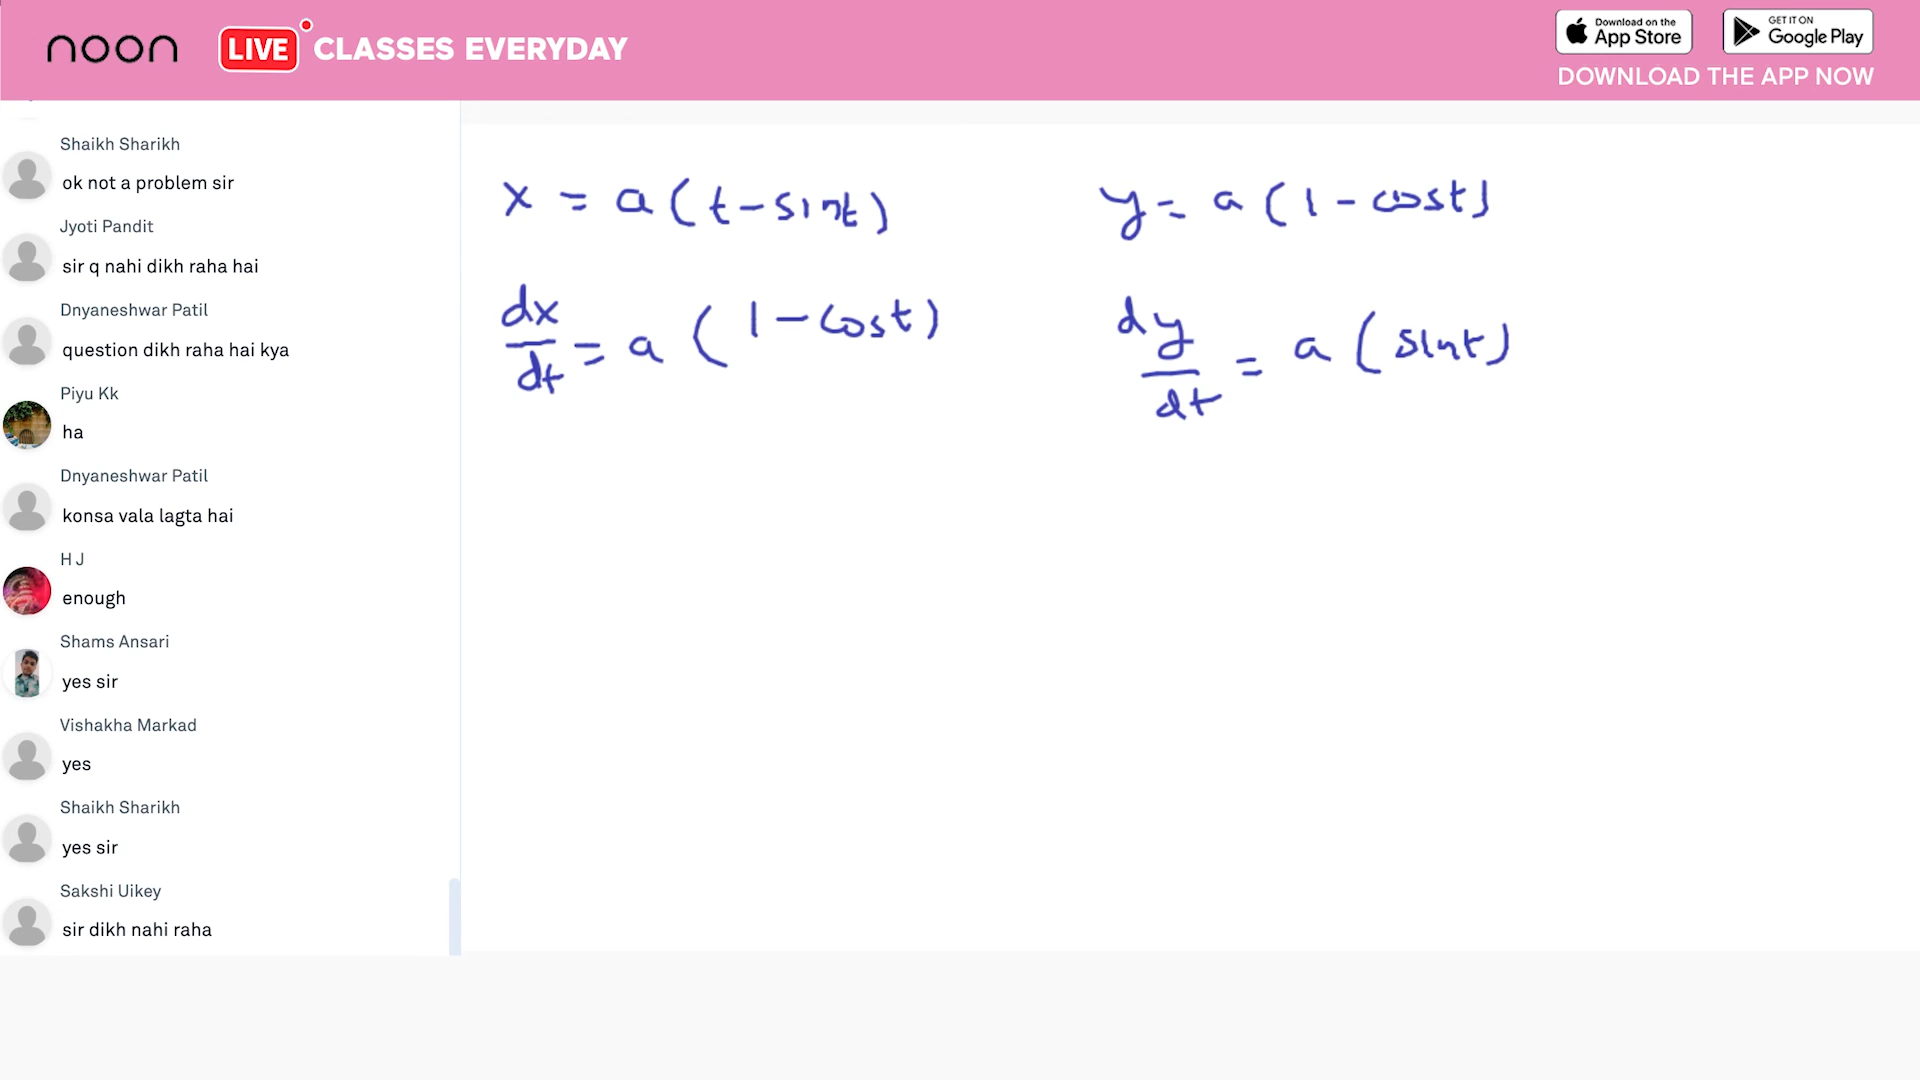 noon LIVE CLASSES EVERYDAY
Download on the App Store
GET IT ON Google Play
DOWNLOAD THE APP NOW
Shaikh Sharikh
ok not a problem sir
Jyoti Pandit
sir q nahi dikh raha hai
Dnyaneshwar Patil
question dikh raha hai kya
Piyu Kk
ha
Dnyaneshwar Patil
konsa vala lagta hai
H J
enough
Shams Ansari
yes sir
Vishakha Markad
yes
Shaikh Sharikh
yes sir
Sakshi Uikey
sir dikh nahi raha
x = a(t-sint)
y = a(1-cost)
dx/dt = a(1-cost)
dy/dt = a(sint)